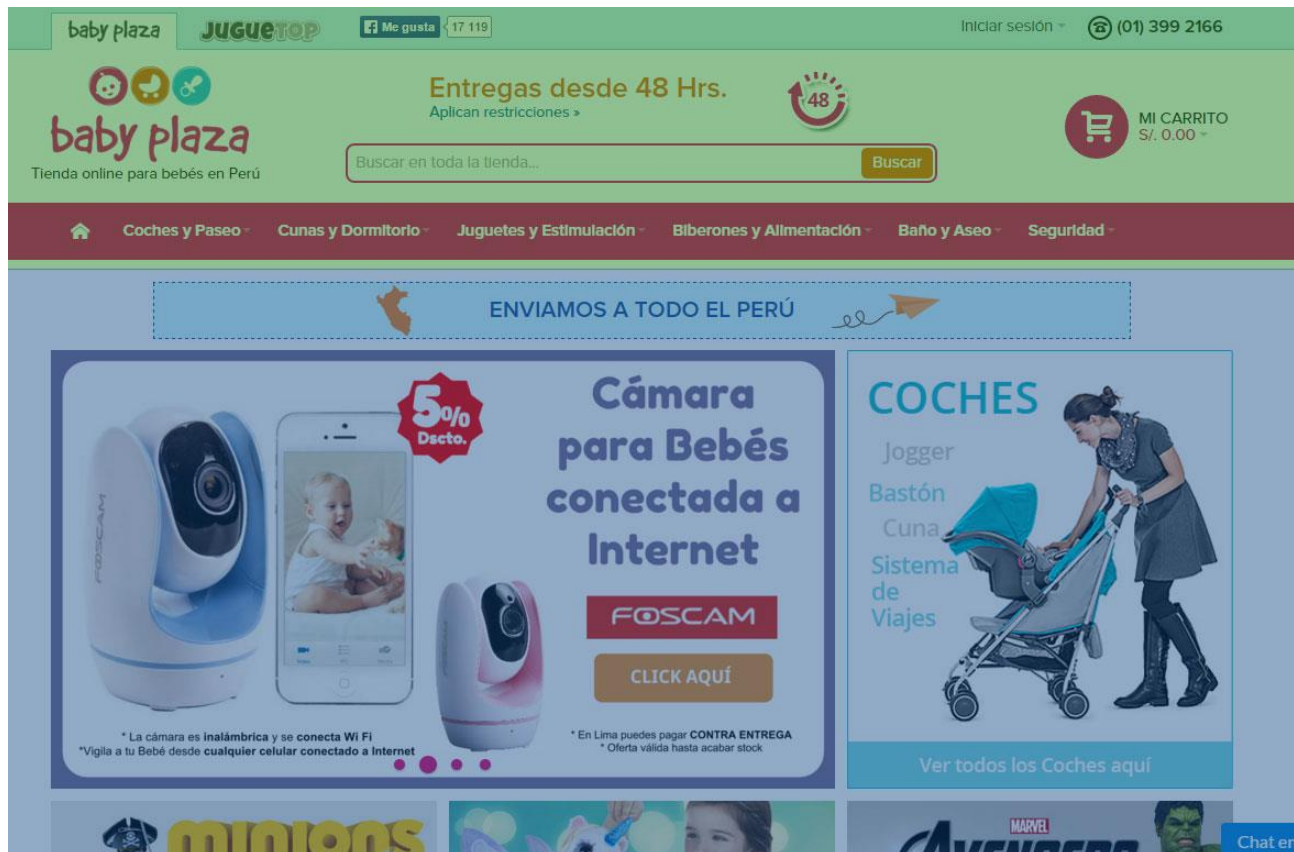 baby plaza JUGUETOP Me gusta 17 119 Iniciar sesión (01) 399 2166
baby plaza
Tienda online para bebés en Perú
Entregas desde 48 Hrs.
Aplican restricciones »
48
Buscar en toda la tienda... Buscar
MI CARRITO
S/. 0.00
Coches y Paseo Cunas y Dormitorio Juguetes y Estimulación Biberones y Alimentación Baño y Aseo Seguridad
ENVIAMOS A TODO EL PERÚ
FOSCAM
5%
Dscto.
Cámara
para Bebés
conectada a
Internet
FOSCAM
CLICK AQUÍ
* La cámara es inalámbrica y se conecta Wi Fi
*Vigila a tu Bebé desde cualquier celular conectado a Internet
* En Lima puedes pagar CONTRA ENTREGA
* Oferta válida hasta acabar stock
COCHES
Jogger
Bastón
Cuna
Sistema
de
Viajes
Ver todos los Coches aquí
minions
MARVEL
AVENGERS
Chat en